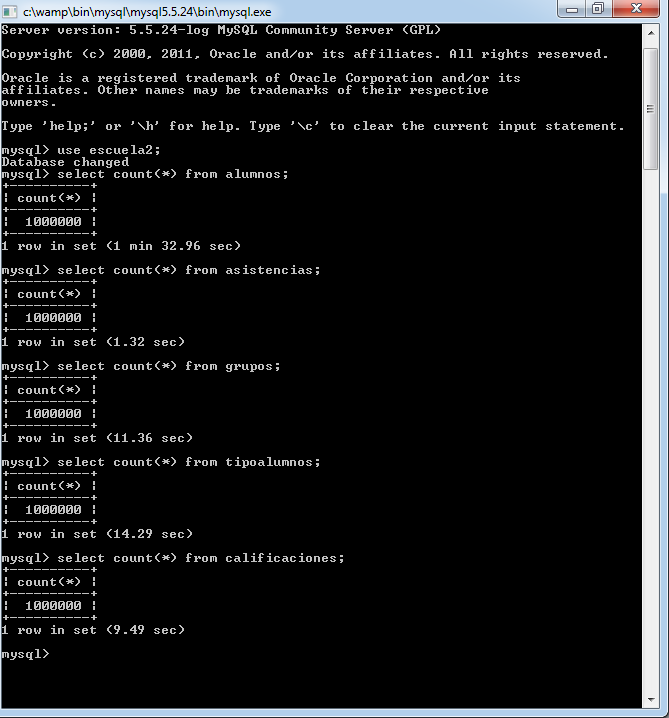 c:\wamp\bin\mysql\mysql5.5.24\bin\mysql.exe
Server version: 5.5.24-log MySQL Community Server (GPL)
Copyright (c) 2000, 2011, Oracle and/or its affiliates. All rights reserved.
Oracle is a registered trademark of Oracle Corporation and/or its
affiliates. Other names may be trademarks of their respective
owners.
Type 'help;' or '\h' for help. Type '\c' to clear the current input statement.
mysql> use escuela2;
Database changed
mysql> select count(*) from alumnos;
+----------+
| count(*) |
+----------+
|  1000000 |
+----------+
1 row in set (1 min 32.96 sec)
mysql> select count(*) from asistencias;
+----------+
| count(*) |
+----------+
|  1000000 |
+----------+
1 row in set (1.32 sec)
mysql> select count(*) from grupos;
+----------+
| count(*) |
+----------+
|  1000000 |
+----------+
1 row in set (11.36 sec)
mysql> select count(*) from tipoalumnos;
+----------+
| count(*) |
+----------+
|  1000000 |
+----------+
1 row in set (14.29 sec)
mysql> select count(*) from calificaciones;
+----------+
| count(*) |
+----------+
|  1000000 |
+----------+
1 row in set (9.49 sec)
mysql>